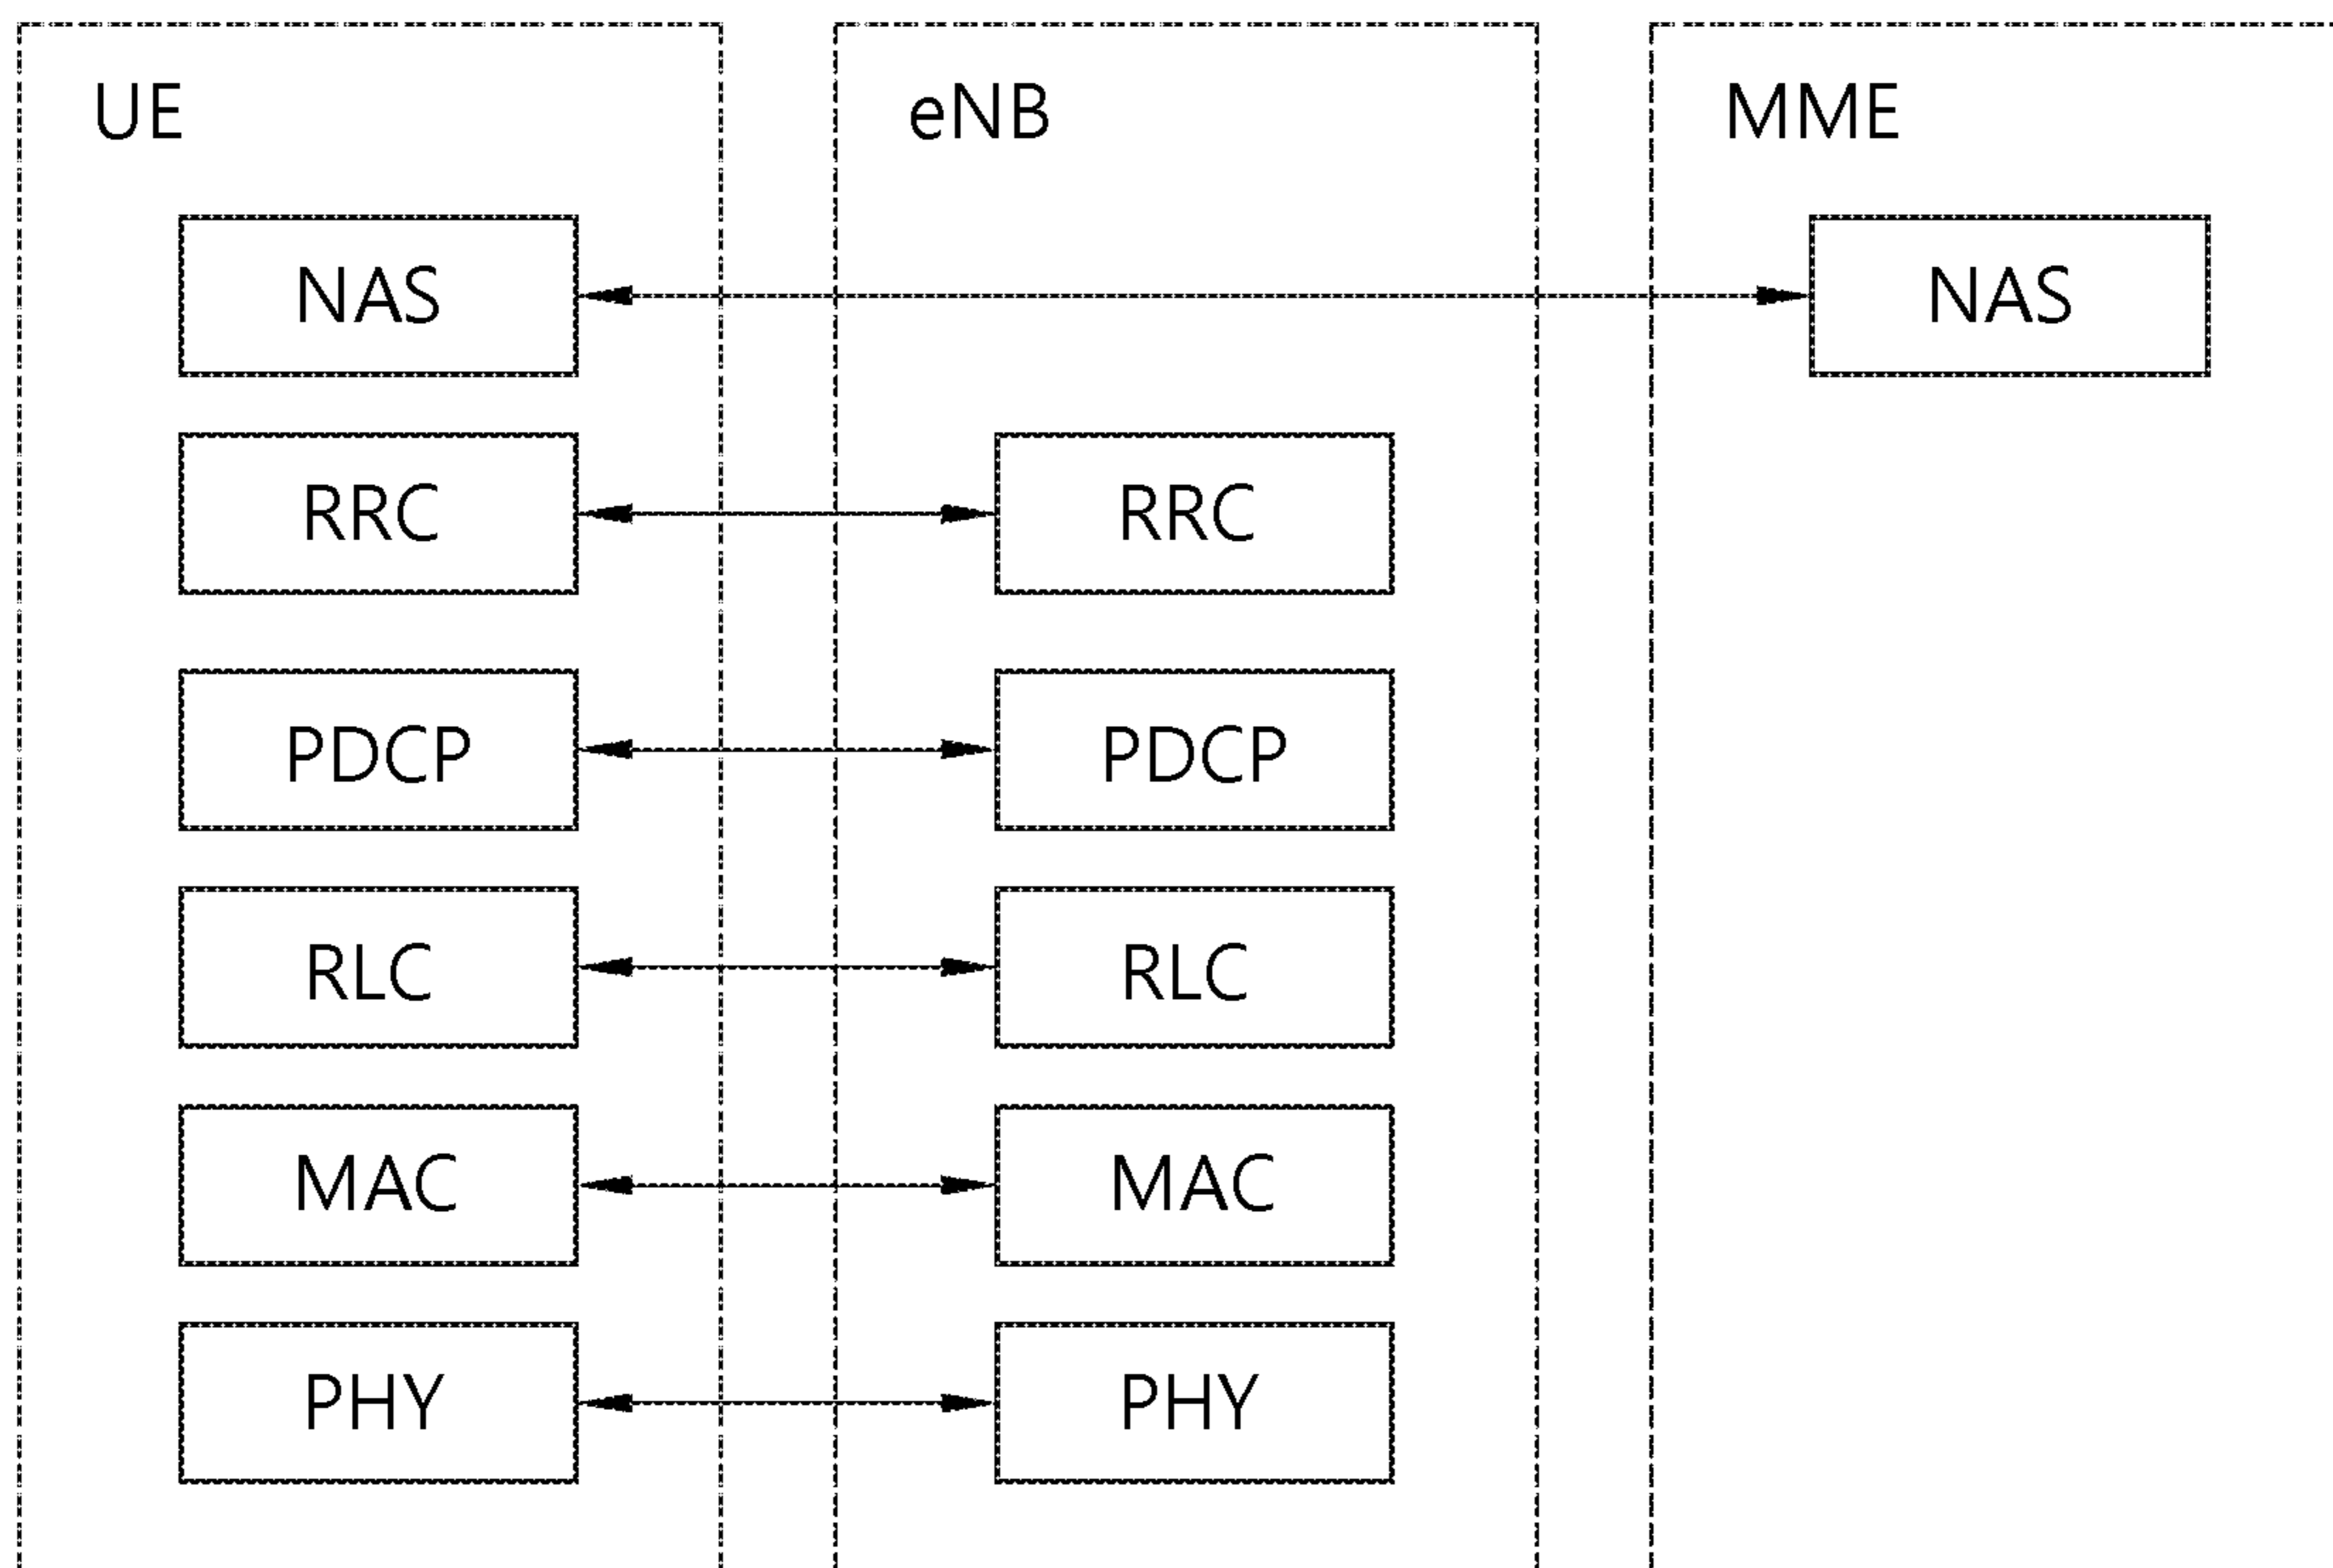 UE
eNB
MME
NAS
NAS
RRC
RRC
PDCP
PDCP
RLC
RLC
MAC
MAC
PHY
PHY